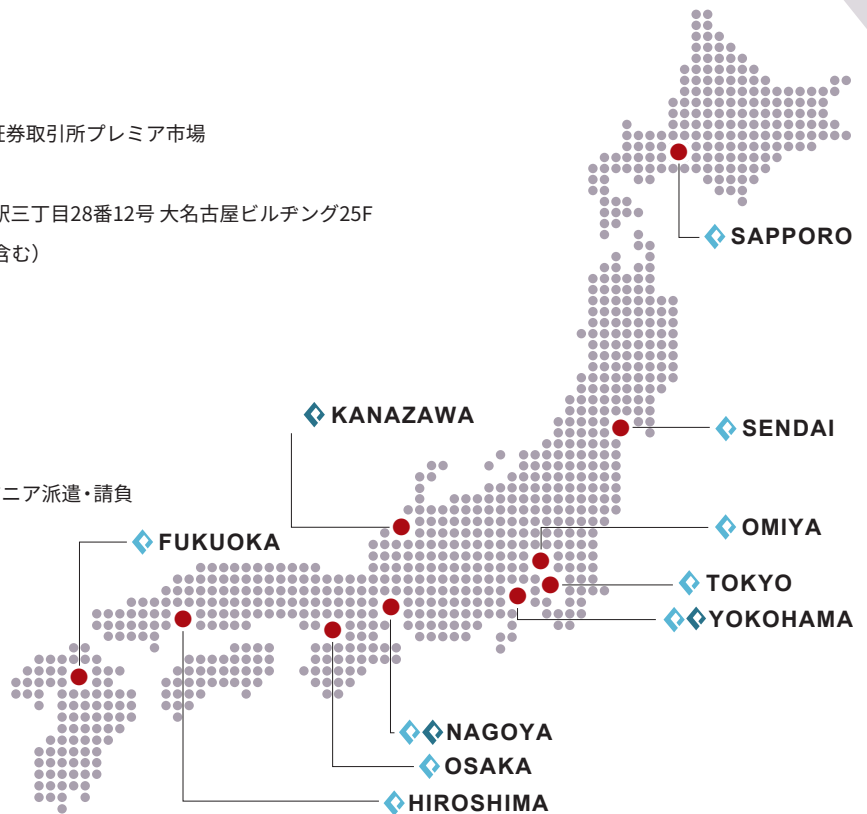 証券取引所プレミア市場
駅三丁目28番12号 大名古屋ビルヂング25F
含む）
SAPPORO
KANAZAWA
SENDAI
ニア派遣・請負
OMIYA
FUKUOKA
TOKYO
YOKOHAMA
NAGOYA
OSAKA
HIROSHIMA